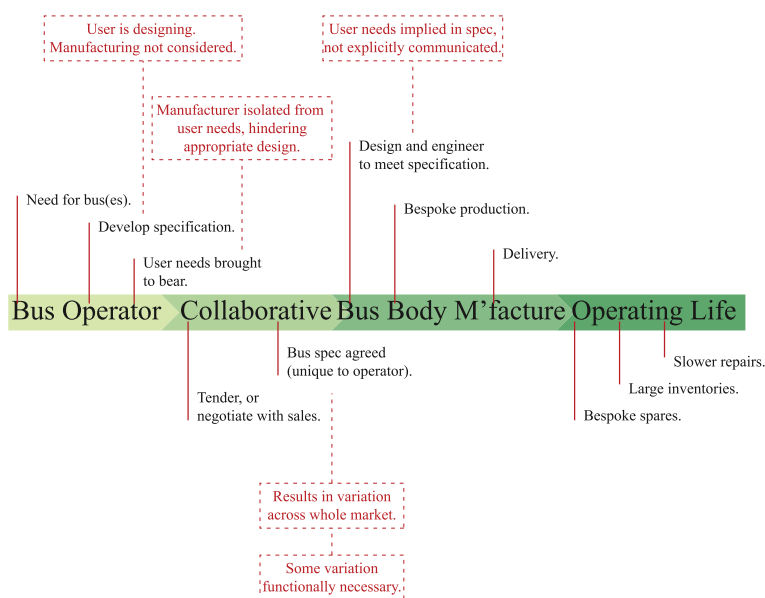 User is designing.
Manufacturing not considered.
User needs implied in spec,
not explicitly communicated.
Manufacturer isolated from
user needs, hindering
appropriate design.
Design and engineer
to meet specification.
Need for bus(es).
Bespoke production.
Develop specification.
User needs brought
to bear.
Delivery.
Bus Operator
Collaborative
Bus Body M’facture
Operating Life
Bus spec agreed
(unique to operator).
Slower repairs.
Tender, or
negotiate with sales.
Large inventories.
Bespoke spares.
Results in variation
across whole market.
Some variation
functionally necessary.